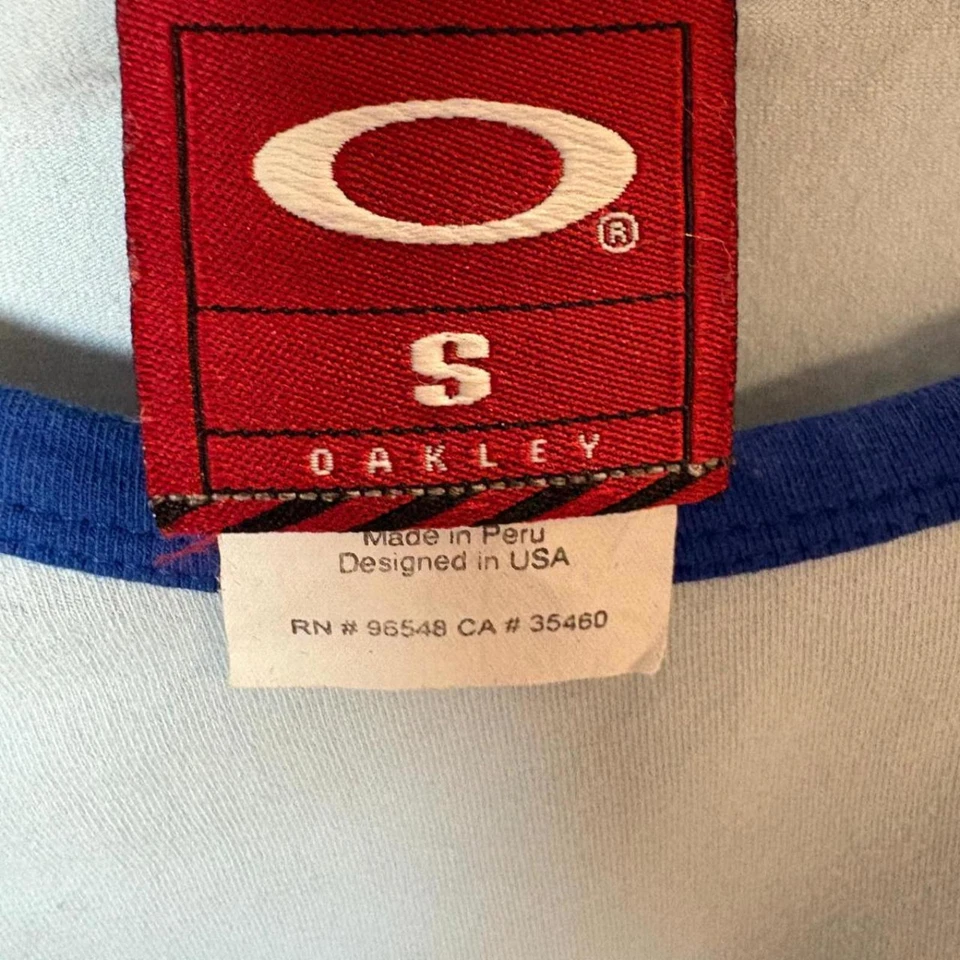 ®
S
OAKLEY
Made in Peru
Designed in USA
RN # 96548 CA # 35460